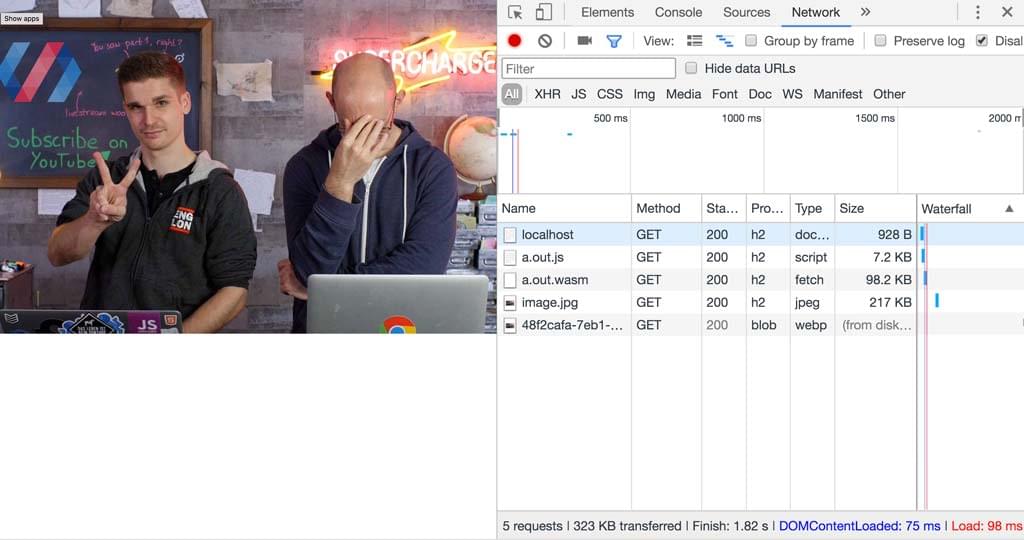 Show apps
You saw part 1, right?
livestream woo
Subscribe on
YouTube
SUPERCHARGE
ENG
LON
JS
Elements Console Sources Network »
View: Group by frame Preserve log Disal
Filter Hide data URLs
All XHR JS CSS Img Media Font Doc WS Manifest Other
500 ms 1000 ms 1500 ms 2000 m
Name Method Sta... Pro... Type Size Waterfall
localhost GET 200 h2 doc... 928 B
a.out.js GET 200 h2 script 7.2 KB
a.out.wasm GET 200 h2 fetch 98.2 KB
image.jpg GET 200 h2 jpeg 217 KB
48f2cafa-7eb1-... GET 200 blob webp (from disk...
5 requests | 323 KB transferred | Finish: 1.82 s | DOMContentLoaded: 75 ms | Load: 98 ms